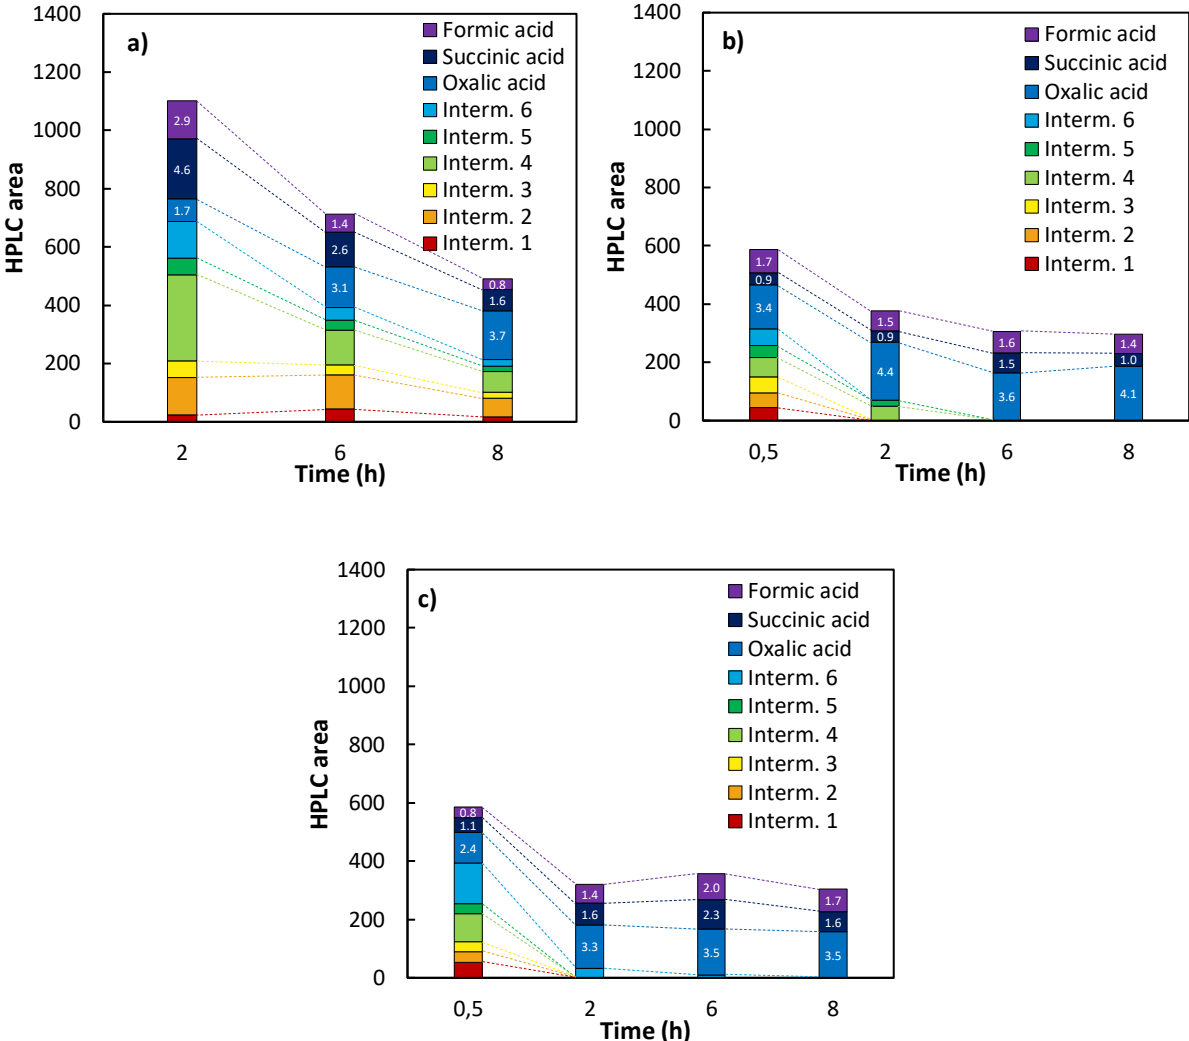 a)
HPLC area
1400
1200
1000
800
600
400
200
0
Formic acid
Succinic acid
Oxalic acid
Interm. 6
Interm. 5
Interm. 4
Interm. 3
Interm. 2
Interm. 1
2.9
4.6
1.7
1.4
2.6
3.1
0.8
1.6
3.7
2 6 8
Time (h)
b)
HPLC area
1400
1200
1000
800
600
400
200
0
Formic acid
Succinic acid
Oxalic acid
Interm. 6
Interm. 5
Interm. 4
Interm. 3
Interm. 2
Interm. 1
1.7
0.9
3.4
1.5
0.9
4.4
1.6
1.5
3.6
1.4
1.0
4.1
0,5 2 6 8
Time (h)
c)
HPLC area
1400
1200
1000
800
600
400
200
0
Formic acid
Succinic acid
Oxalic acid
Interm. 6
Interm. 5
Interm. 4
Interm. 3
Interm. 2
Interm. 1
0.8
1.1
2.4
1.4
1.6
3.3
2.0
2.3
3.5
1.7
1.6
3.5
0,5 2 6 8
Time (h)